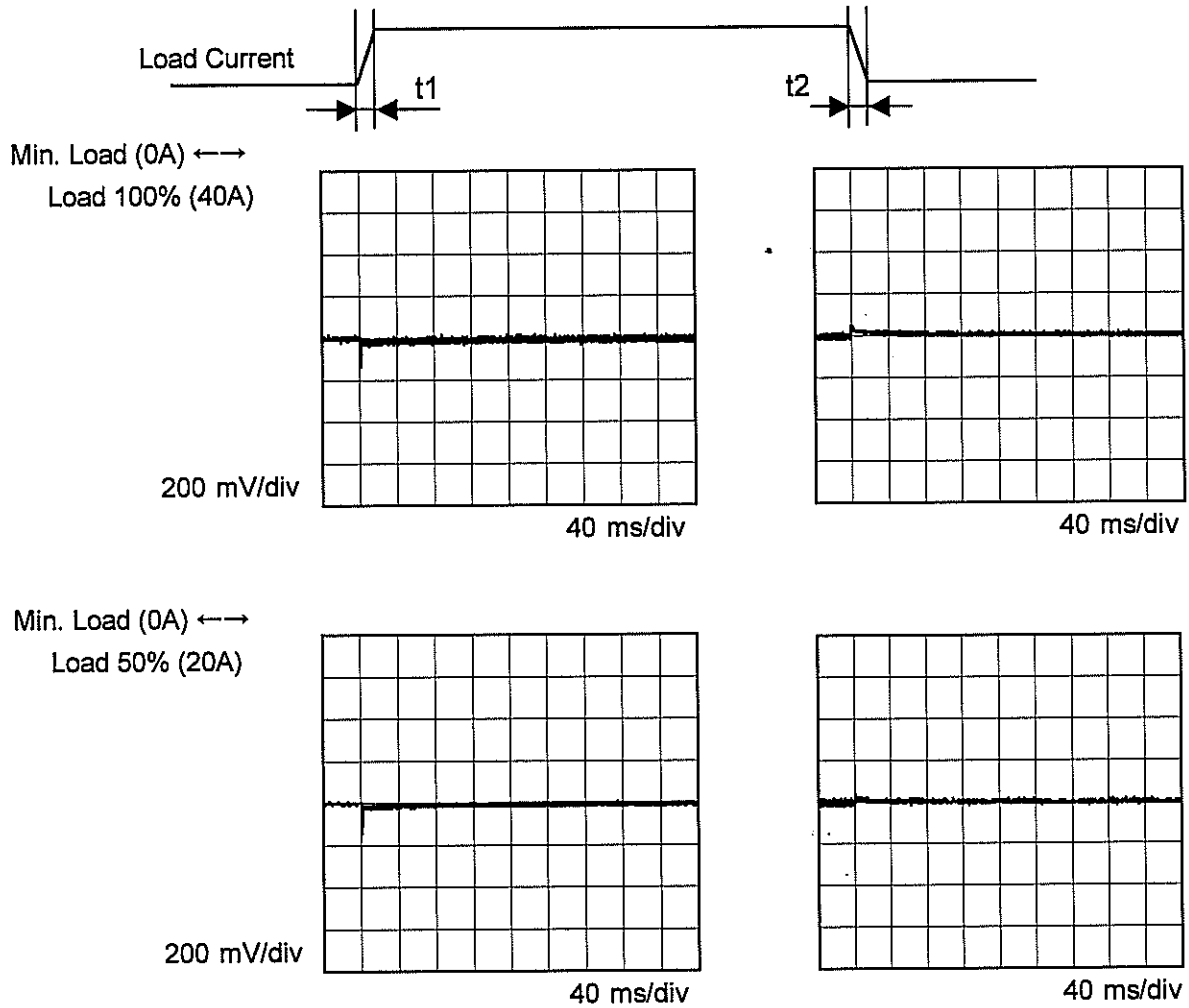 Load Current
t1
t2
Min. Load (0A) ←→
Load 100% (40A)
200 mV/div
40 ms/div
40 ms/div
Min. Load (0A) ←→
Load 50% (20A)
200 mV/div
40 ms/div
40 ms/div